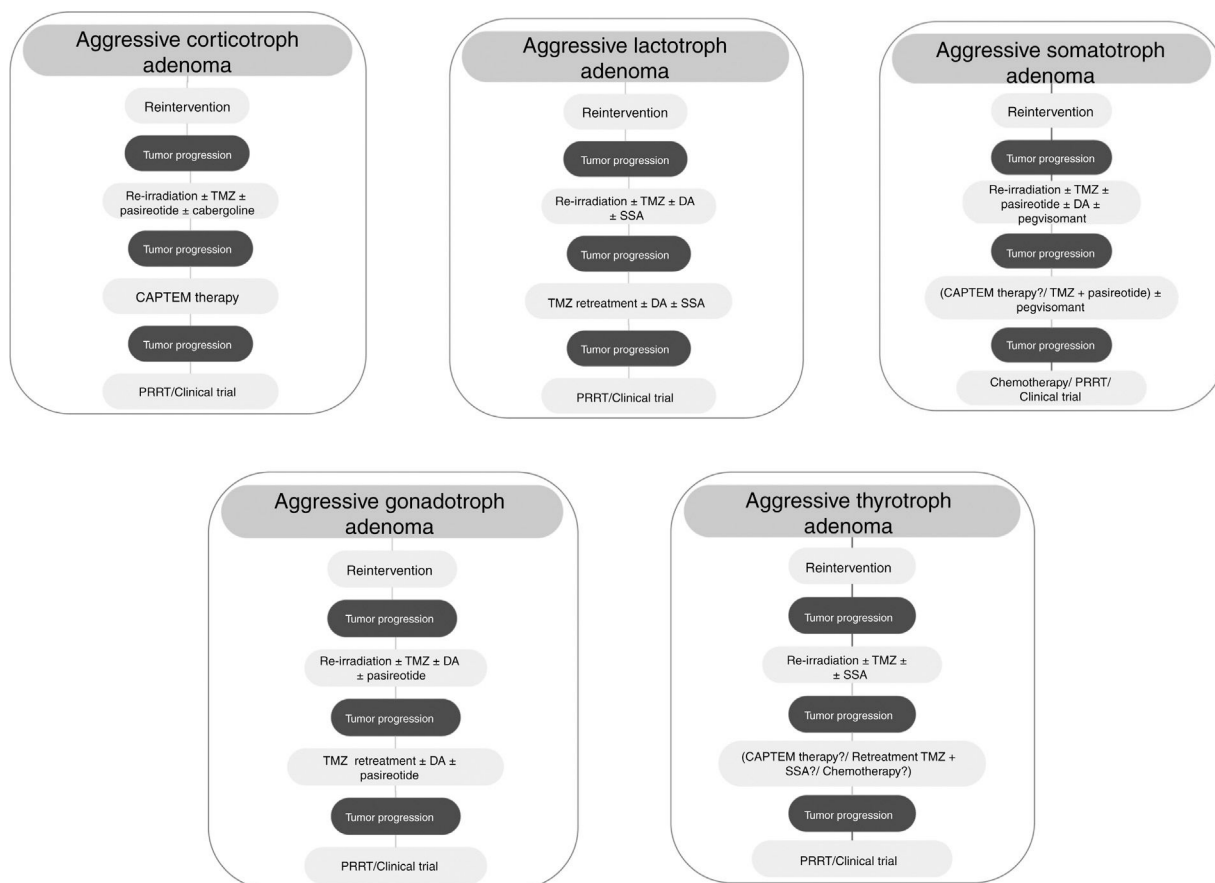 Aggressive corticotroph
adenoma
Reintervention
Tumor progression
Re-irradiation ± TMZ ±
pasireotide ± cabergoline
Tumor progression
CAPTEM therapy
Tumor progression
PRRT/Clinical trial
Aggressive lactotroph
adenoma
Reintervention
Tumor progression
Re-irradiation ± TMZ ± DA
± SSA
Tumor progression
TMZ retreatment ± DA ± SSA
Tumor progression
PRRT/Clinical trial
Aggressive somatotroph
adenoma
Reintervention
Tumor progression
Re-irradiation ± TMZ ±
pasireotide ± DA ±
pegvisomant
Tumor progression
(CAPTEM therapy?/ TMZ + pasireotide) ±
pegvisomant
Tumor progression
Chemotherapy/ PRRT/
Clinical trial
Aggressive gonadotroph
adenoma
Reintervention
Tumor progression
Re-irradiation ± TMZ ± DA
± pasireotide
Tumor progression
TMZ retreatment ± DA ±
pasireotide
Tumor progression
PRRT/Clinical trial
Aggressive thyrotroph
adenoma
Reintervention
Tumor progression
Re-irradiation ± TMZ ±
± SSA
Tumor progression
(CAPTEM therapy?/ Retreatment TMZ +
SSA?/ Chemotherapy?)
Tumor progression
PRRT/Clinical trial